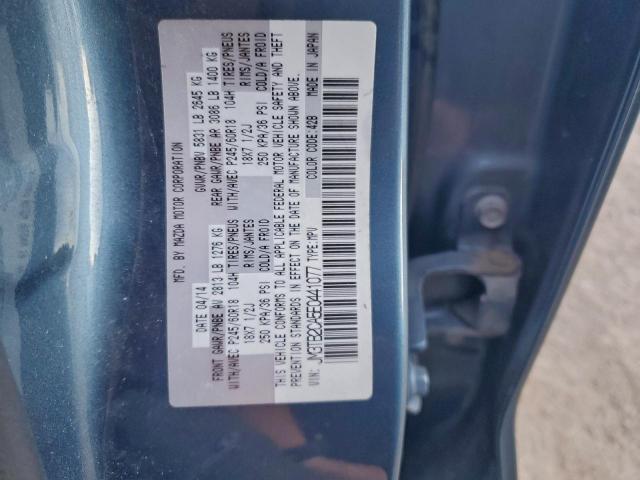 MFD. BY MAZDA MOTOR CORPORATION
DATE 04/14 GVWR/PNBV 5831 LB 2645 KG
FRONT GAWR/PNBE AV 2813 LB 1276 KG REAR GAWR/PNBE AR 3086 LB 1400 KG
WITH/AVEC P245/60R18 104H TIRES/PNEUS WITH/AVEC P245/60R18 104H TIRES/PNEUS
18X7 1/2J RIMS/JANTES 18X7 1/2J RIMS/JANTES
250 KPA/36 PSI COLD/A FROID 250 KPA/36 PSI COLD/A FROID
THIS VEHICLE CONFORMS TO ALL APPLICABLE FEDERAL MOTOR VEHICLE SAFETY AND THEFT
PREVENTION STANDARDS IN EFFECT ON THE DATE OF MANUFACTURE SHOWN ABOVE.
VIN: JM3TB2CA5E0441077 TYPE: MPV COLOR CODE: 42B MADE IN JAPAN